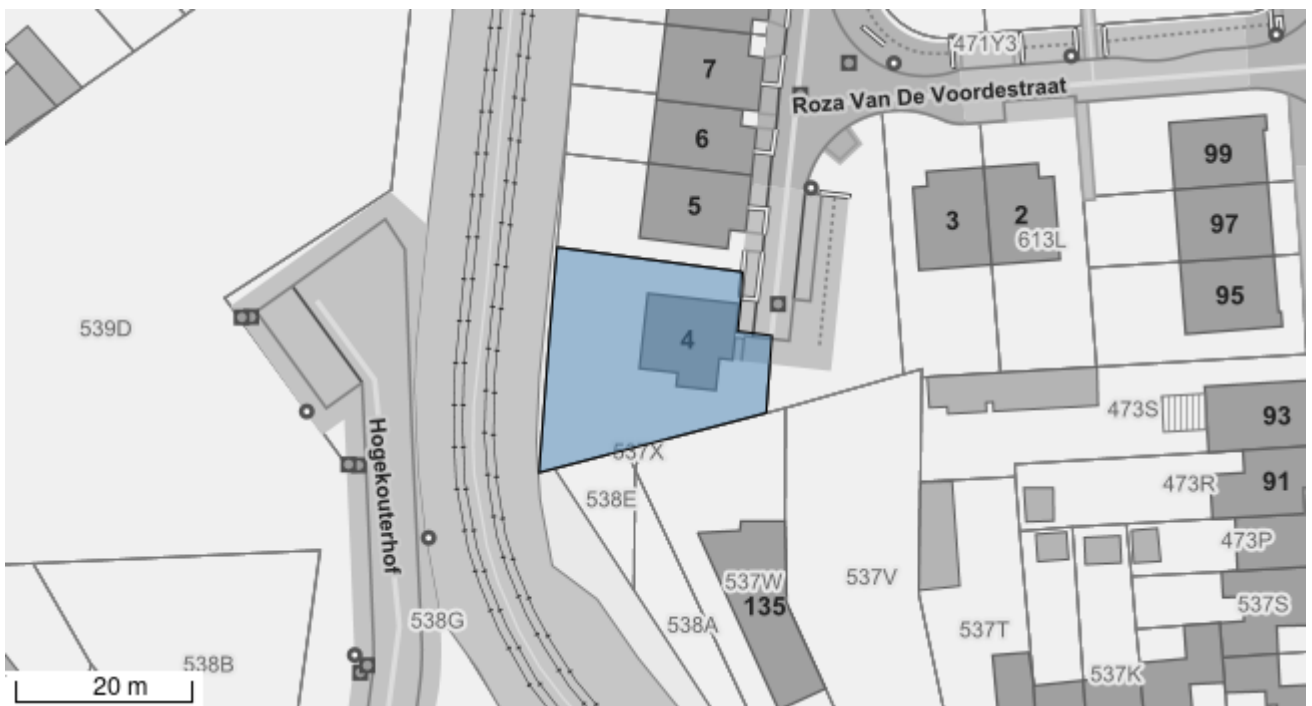 471Y3
7
Roza Van De Voordestraat
6
99
5
3
2
97
613L
95
539D
4
473S
93
Hogekouterhof
537X
473R
91
538E
473P
537W
537V
135
537S
538G
538A
537T
538B
537K
20 m